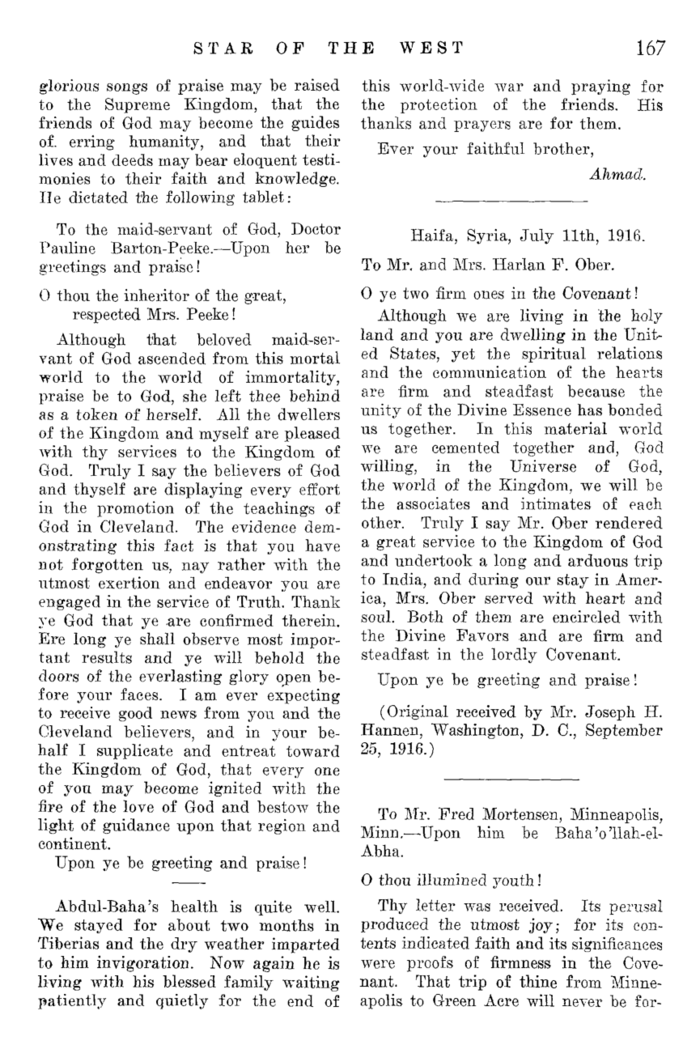 STAR OF THE WEST 167
glorious songs of praise may be raised
to the Supreme Kingdom, that the
friends of God may become the guides
of. erring humanity, and that their
lives and deeds may bear eloquent testi-
monies to their faith and knowledge.
He dictated the following tablet:
To the maid-servant of God, Doctor
Pauline Barton-Peeke.—Upon her be
greetings and praise!
O thou the inheritor of the great,
respected Mrs. Peeke!
Although that beloved maid-ser-
vant of God ascended from this mortal
world to the world of immortality,
praise be to God, she left thee behind
as a token of herself. All the dwellers
of the Kingdom and myself are pleased
with thy services to the Kingdom of
God. Truly I say the believers of God
and thyself are displaying every effort
in the promotion of the teachings of
God in Cleveland. The evidence dem-
onstrating this fact is that you have
not forgotten us, nay rather with the
utmost exertion and endeavor you are
engaged in the service of Truth. Thank
ye God that ye are confirmed therein.
Ere long ye shall observe most impor-
tant results and ye will behold the
doors of the everlasting glory open be-
fore your faces. I am ever expecting
to receive good news from you and the
Cleveland believers, and in your be-
half I supplicate and entreat toward
the Kingdom of God, that every one
of you may become ignited with the
fire of the love of God and bestow the
light of guidance upon that region and
continent.
Upon ye be greeting and praise!
Abdul-Baha's health is quite well.
We stayed for about two months in
Tiberias and the dry weather imparted
to him invigoration. Now again he is
living with his blessed family waiting
patiently and quietly for the end of
this world-wide war and praying for
the protection of the friends. His
thanks and prayers are for them.
Ever your faithful brother,
Ahmad.
Haifa, Syria, July 11th, 1916.
To Mr. and Mrs. Harlan F. Ober.
O ye two firm ones in the Covenant!
Although we are living in the holy
land and you are dwelling in the Unit-
ed States, yet the spiritual relations
and the communication of the hearts
are firm and steadfast because the
unity of the Divine Essence has bonded
us together. In this material world
we are cemented together and, God
willing, in the Universe of God,
the world of the Kingdom, we will be
the associates and intimates of each
other. Truly I say Mr. Ober rendered
a great service to the Kingdom of God
and undertook a long and arduous trip
to India, and during our stay in Amer-
ica, Mrs. Ober served with heart and
soul. Both of them are encircled with
the Divine Favors and are firm and
steadfast in the lordly Covenant.
Upon ye be greeting and praise!
(Original received by Mr. Joseph H.
Hannen, Washington, D. C., September
25, 1916.)
To Mr. Fred Mortensen, Minneapolis,
Minn.—Upon him be Baha'o'llah-el-
Abha.
O thou illumined youth!
Thy letter was received. Its perusal
produced the utmost joy; for its con-
tents indicated faith and its significances
were proofs of firmness in the Cove-
nant. That trip of thine from Minne-
apolis to Green Acre will never be for-